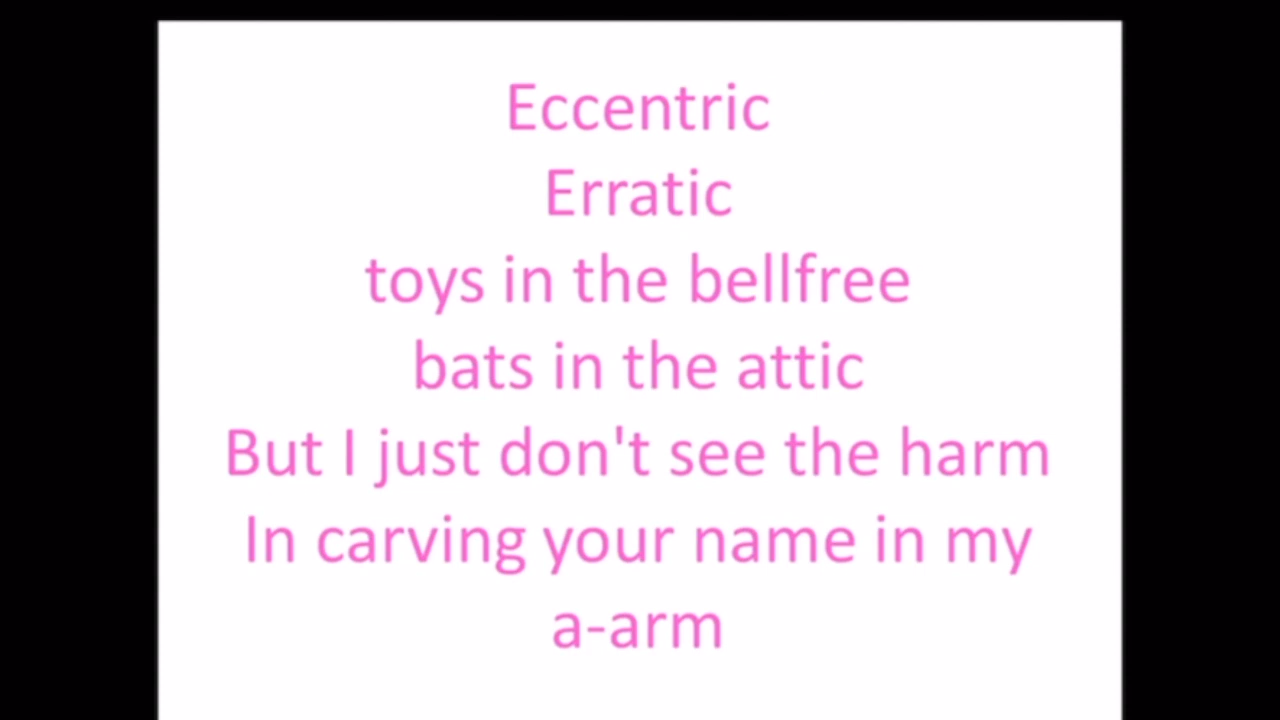 Eccentric
Erratic
toys in the bellfree
bats in the attic
But I just don't see the harm
In carving your name in my
a-arm